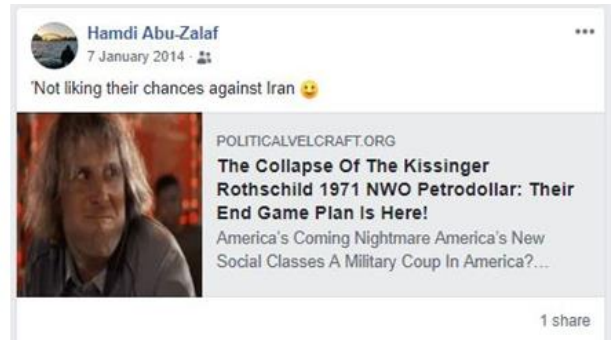 Hamdi Abu-Zalaf
7 January 2014 ·
'Not liking their chances against Iran 😀
POLITICALVELCRAFT.ORG
The Collapse Of The Kissinger
Rothschild 1971 NWO Petrodollar: Their
End Game Plan Is Here!
America's Coming Nightmare America's New
Social Classes A Military Coup In America?...
1 share